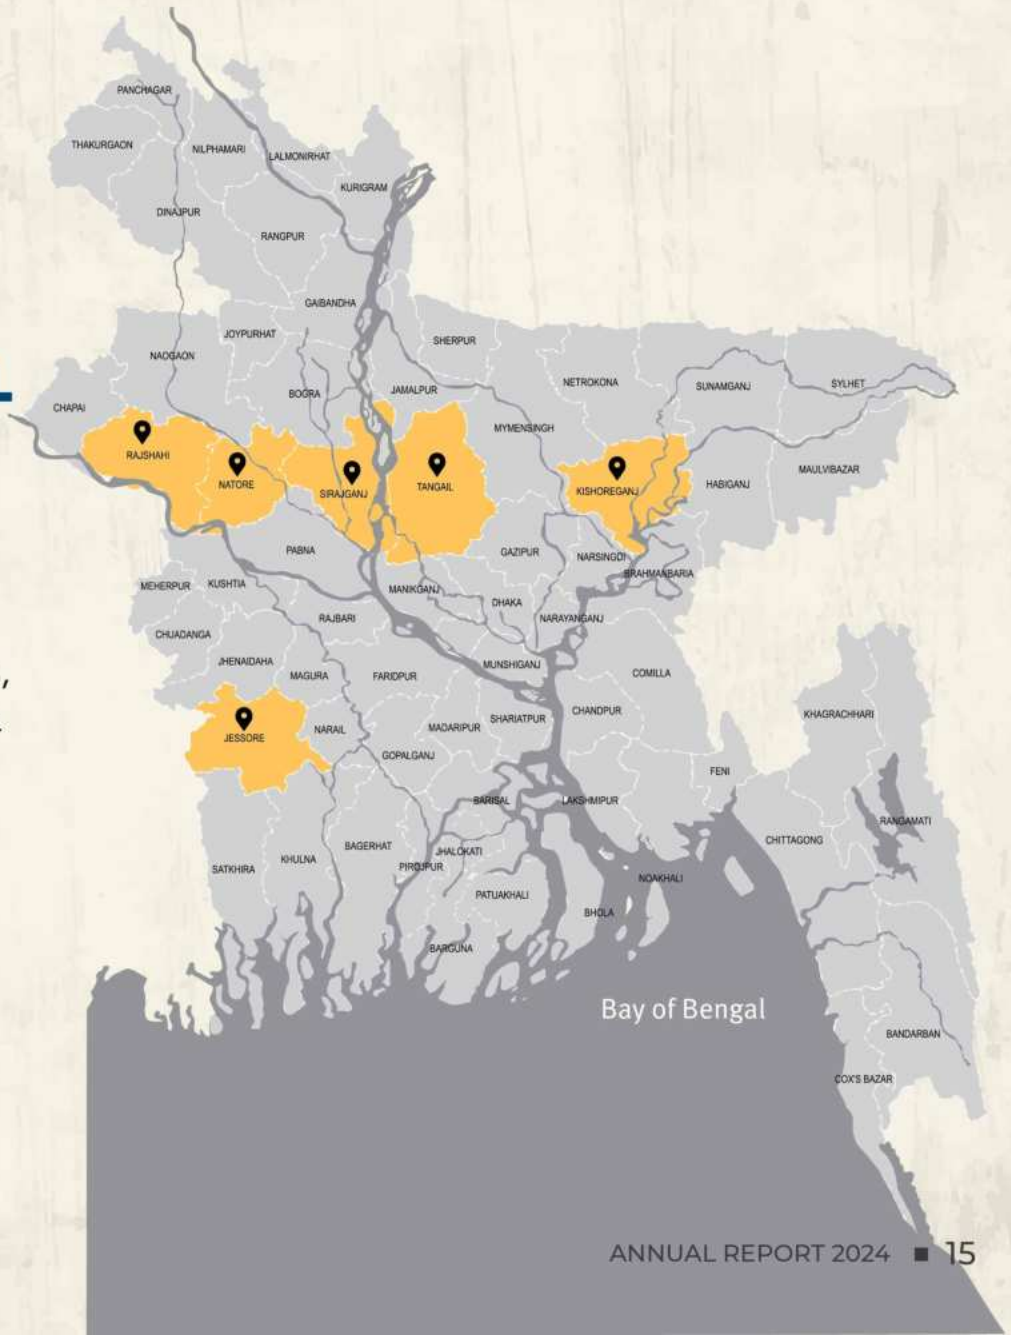 PANCHAGAR
THAKURGAON
NILPHAMARI
LALMONIRHAT
KURIGRAM
DINAJPUR
RANGPUR
GAIBANDHA
JOYPURHAT
SHERPUR
NAOGAON
BOGRA
JAMALPUR
NETROKONA
SUNAMGANJ
SYLHET
CHAPAI
MYMENSINGH
RAJSHAHI
NATORE
SIRAJGANJ
TANGAIL
KISHOREGANJ
HABIGANJ
MAULVIBAZAR
PABNA
GAZIPUR
NARSINGDI
BRAHMANBARIA
MEHERPUR
KUSHTIA
MANIKGANJ
DHAKA
RAJBARI
NARAYANGANJ
CHUADANGA
JHENAIDAHA
MAGURA
FARIDPUR
MUNSHIGANJ
COMILLA
,
KHAGRACHHARI
CHANDPUR
SHARIATPUR
MADARIPUR
NARAIL
JESSORE
GOPALGANJ
FENI
BARISAL
LAKSHMIPUR
RANGAMATI
CHITTAGONG
BAGERHAT
JHALOKATI
KHULNA
PIROJPUR
SATKHIRA
NOAKHALI
PATUAKHALI
BHOLA
BARGUNA
Bay of Bengal
BANDARBAN
COX'S BAZAR
ANNUAL REPORT 2024 ■ 15